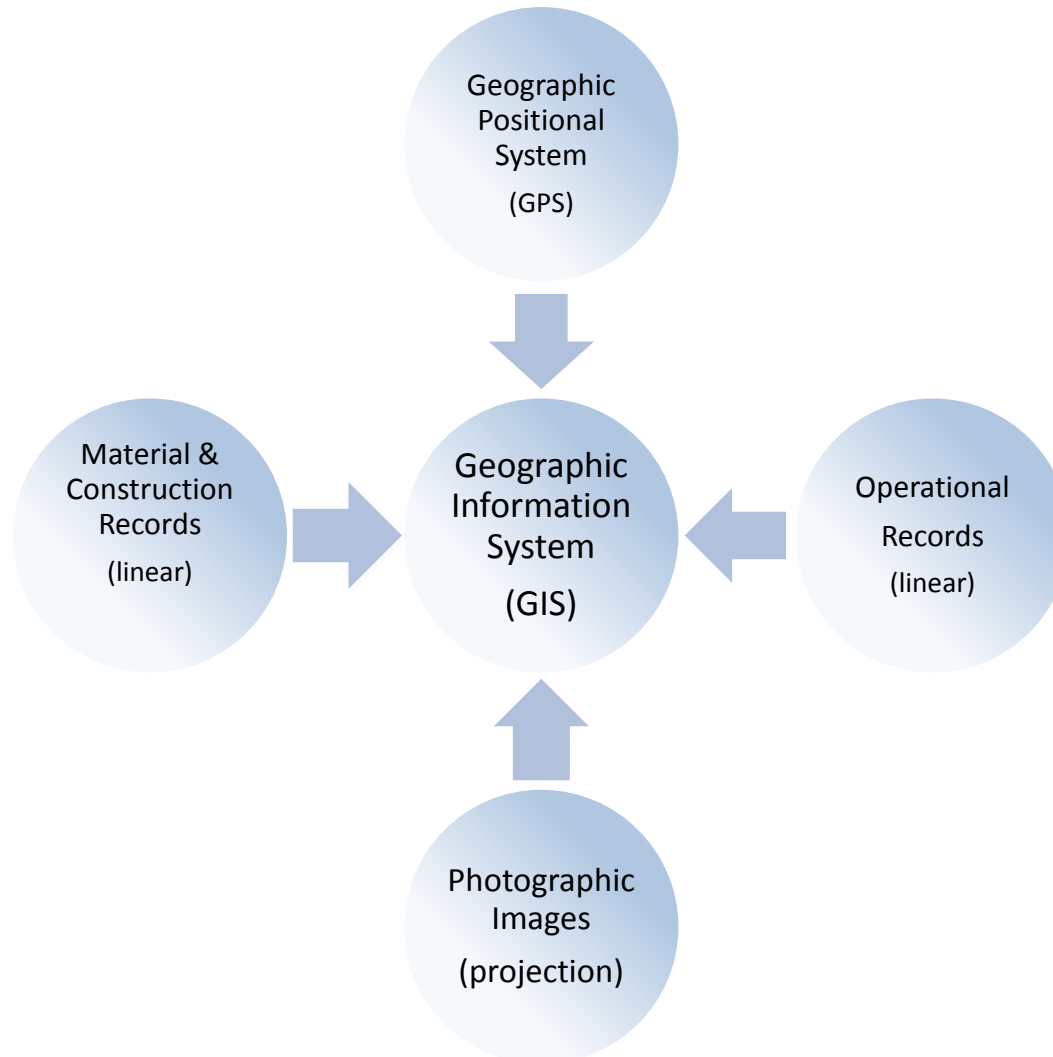 Geographic
Positional
System
(GPS)
Material &
Construction
Records
(linear)
Geographic
Information
System
(GIS)
Operational
Records
(linear)
Photographic
Images
(projection)